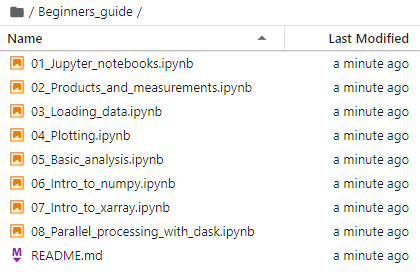 / Beginners_guide /
Name Last Modified
01_Jupyter_notebooks.ipynb a minute ago
02_Products_and_measurements.ipynb a minute ago
03_Loading_data.ipynb a minute ago
04_Plotting.ipynb a minute ago
05_Basic_analysis.ipynb a minute ago
06_Intro_to_numpy.ipynb a minute ago
07_Intro_to_xarray.ipynb a minute ago
08_Parallel_processing_with_dask.ipynb a minute ago
M README.md a minute ago